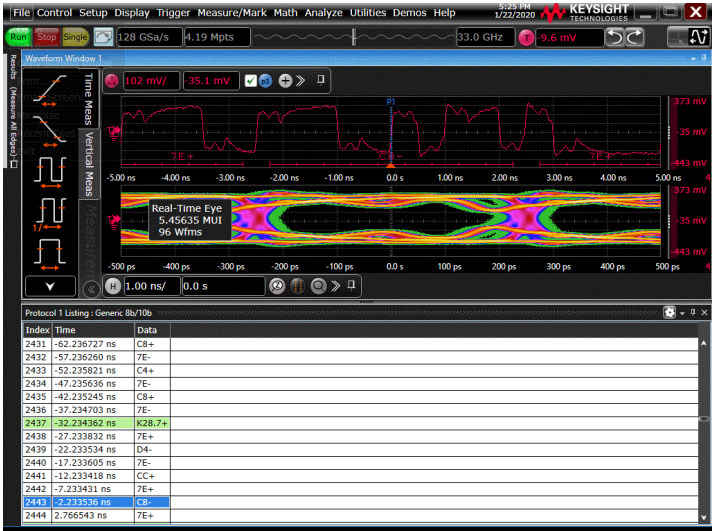 File Control Setup Display Trigger Measure/Mark Math Analyze Utilities Demos Help
5:25 PM
1/22/2020
KEYSIGHT
TECHNOLOGIES
Run Stop Single 128 GSa/s 4.19 Mpts 33.0 GHz T -9.6 mV
Waveform Window 1
Results (Measure All Edges)
Time Meas
Vertical Meas
Measurements
102 mV/ -35.1 mV p1
P1
373 mV
-35 mV
-443 mV
7E + C8 - 7E +
-5.00 ns -4.00 ns -3.00 ns -2.00 ns -1.00 ns 0.0 s 1.00 ns 2.00 ns 3.00 ns 4.00 ns 5.00 ns
Real-Time Eye
5.45635 MUI
96 Wfms
373 mV
-35 mV
-443 mV
-500 ps -400 ps -300 ps -200 ps -100 ps 0.0 s 100 ps 200 ps 300 ps 400 ps 500 ps
1/
H 1.00 ns/ 0.0 s
Protocol 1 Listing : Generic 8b/10b
Index Time Data
2431 -62.236727 ns C8+
2432 -57.236260 ns 7E-
2433 -52.235821 ns C4+
2434 -47.235636 ns 7E-
2435 -42.235245 ns C8+
2436 -37.234703 ns 7E-
2437 -32.234362 ns K28.7+
2438 -27.233832 ns 7E+
2439 -22.233534 ns D4-
2440 -17.233605 ns 7E-
2441 -12.233418 ns CC+
2442 -7.233431 ns 7E+
2443 -2.233536 ns C8-
2444 2.766543 ns 7E+